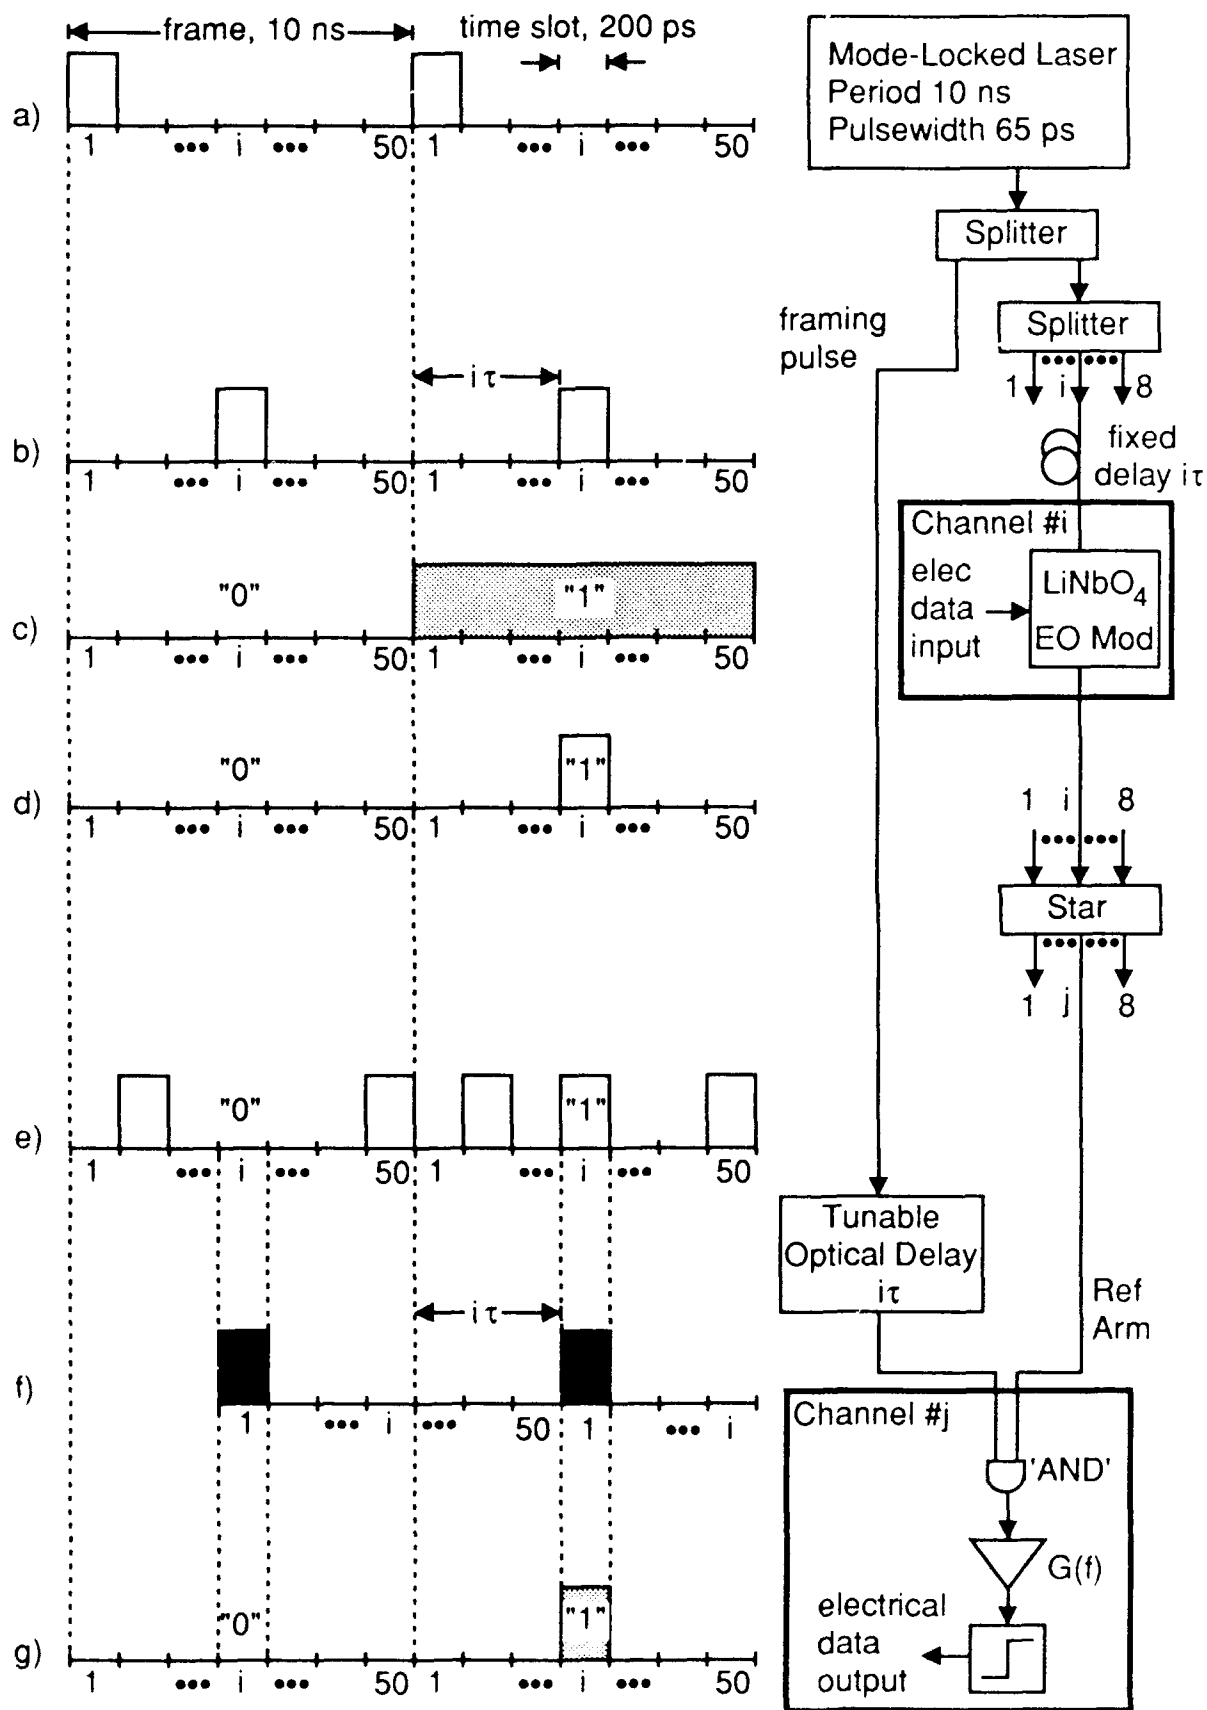 frame, 10 ns
time slot, 200 ps
a)
1 ••• i ••• 50 1 ••• i ••• 50
iτ
b)
1 ••• i ••• 50 1 ••• i ••• 50
"0" "1"
c)
1 ••• i ••• 50 1 ••• i ••• 50
"0" "1"
d)
1 ••• i ••• 50 1 ••• i ••• 50
"0" "1"
e)
1 ••• i ••• 50 1 ••• i ••• 50
iτ
f)
1 ••• i ••• 50 1 ••• i
"0" "1"
g)
1 ••• i ••• 50 1 ••• i ••• 50
Mode-Locked Laser
Period 10 ns
Pulsewidth 65 ps
Splitter
framing
pulse
Splitter
1 i 8
fixed
delay iτ
Channel #i
elec
data
input
LiNbO4
EO Mod
1 i 8
Star
1 j 8
Tunable
Optical Delay
iτ
Ref
Arm
Channel #j
'AND'
G(f)
electrical
data
output